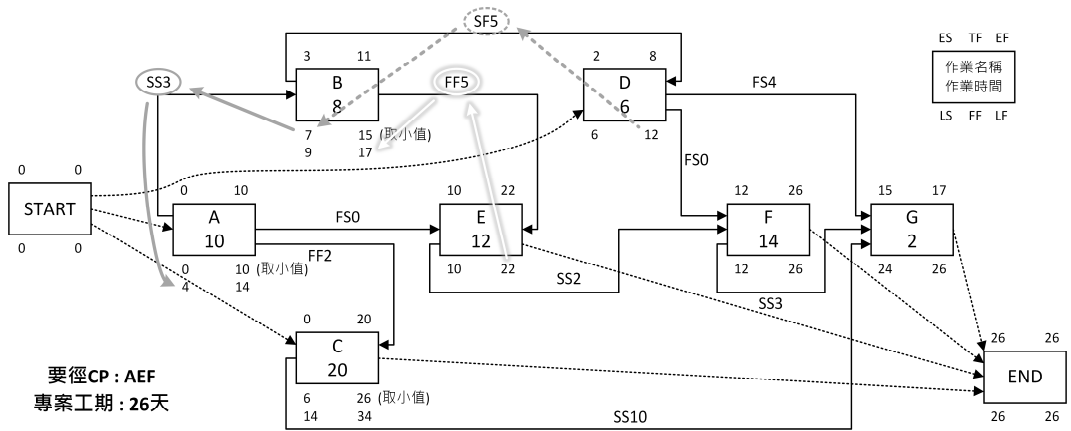 SF5
ES TF EF
作業名稱
作業時間
LS FF LF
3 11
B
8
7 15 (取小值)
9 17
SS3
FF5
2 8
D
6
6 12
FS4
FS0
0 0
START
0 0
0 10
A
10
0 10 (取小值)
4 14
FS0
FF2
10 22
E
12
10 22
SS2
12 26
F
14
12 26
SS3
15 17
G
2
24 26
0 20
C
20
6 26 (取小值)
14 34
SS10
26 26
END
26 26
要徑CP : AEF
專案工期 : 26天